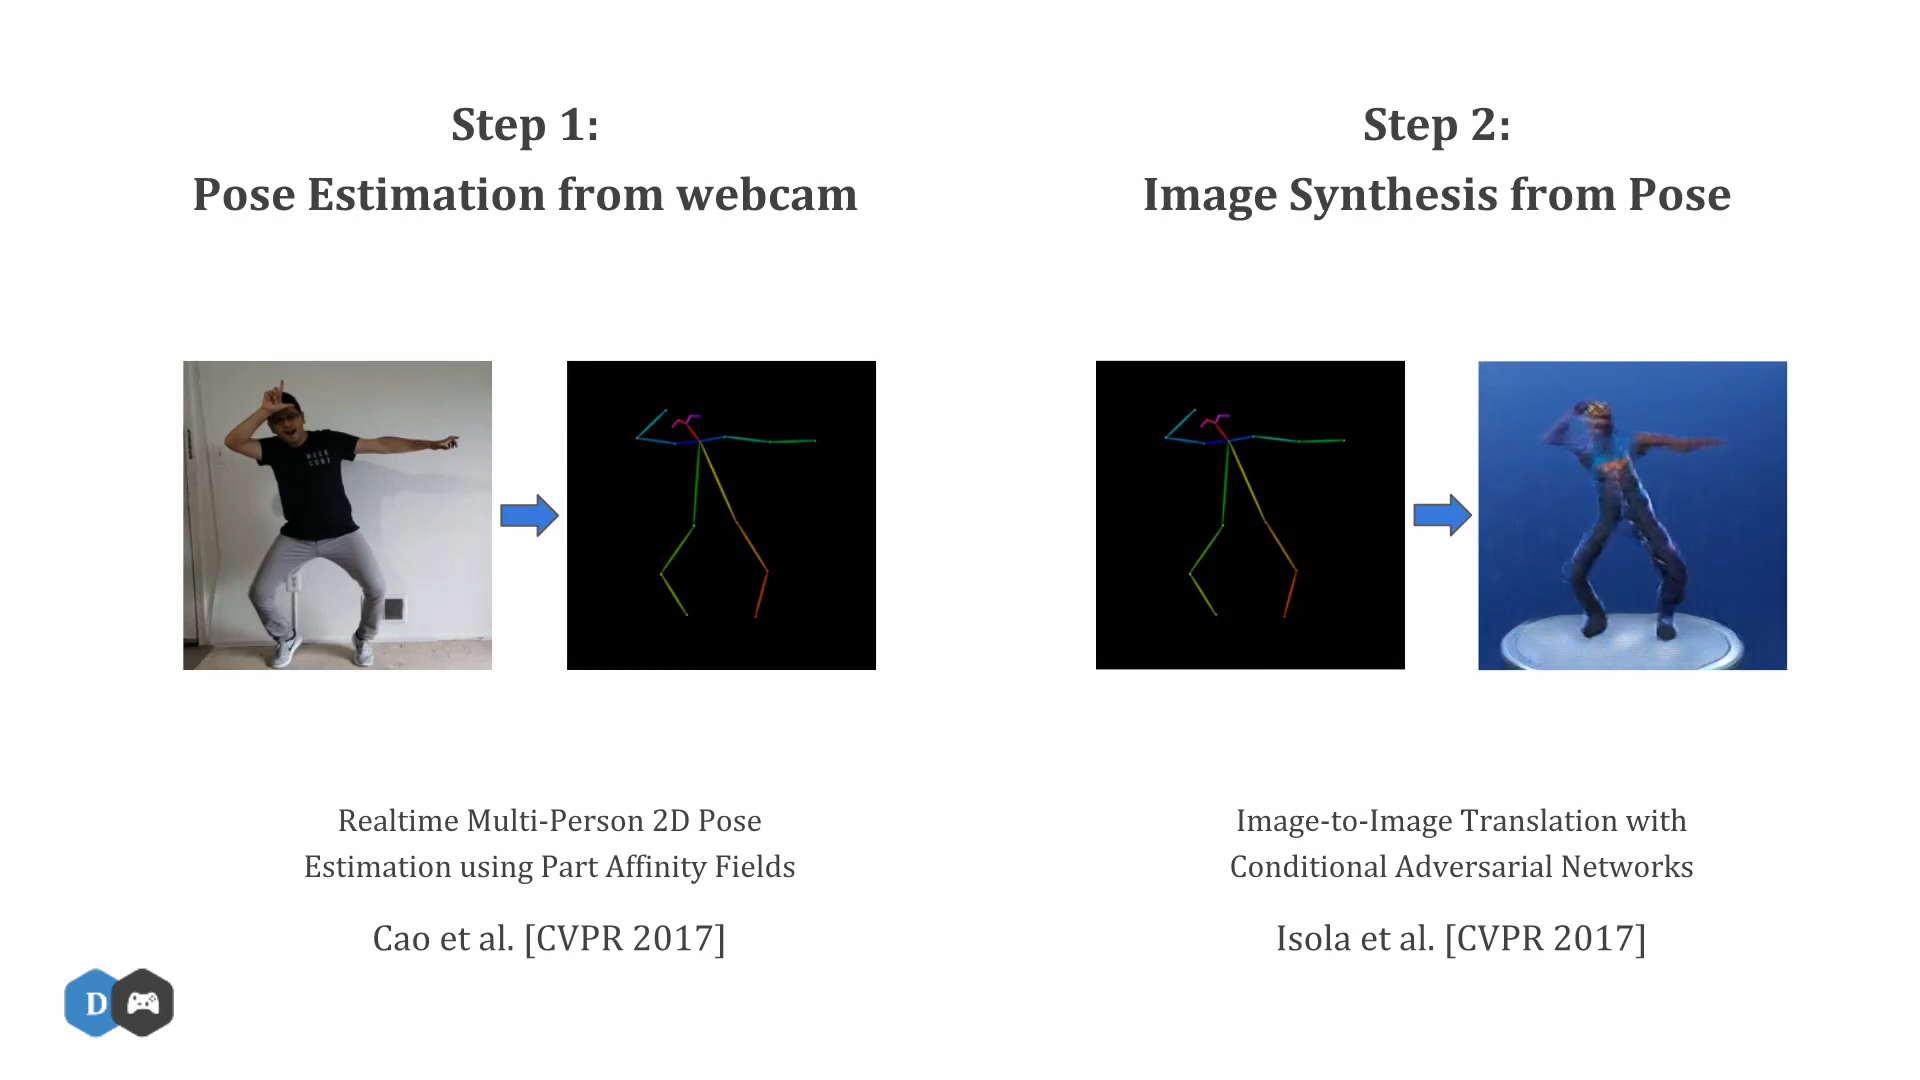 Step 1:
Pose Estimation from webcam
Step 2:
Image Synthesis from Pose
Realtime Multi-Person 2D Pose
Estimation using Part Affinity Fields
Cao et al. [CVPR 2017]
Image-to-Image Translation with
Conditional Adversarial Networks
Isola et al. [CVPR 2017]
D